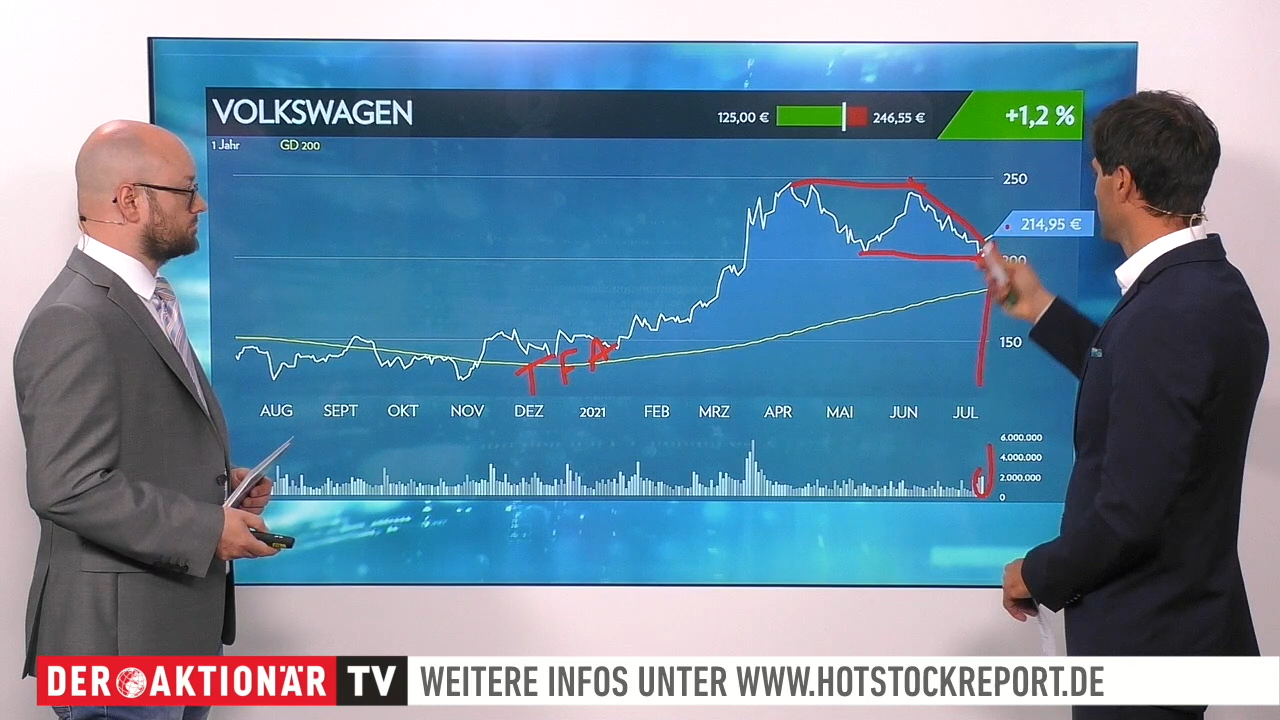 VOLKSWAGEN
125,00 € 246,55 €
+1,2 %
1 Jahr GD 200
250
214,95 €
200
150
TFA
AUG SEPT OKT NOV DEZ 2021 FEB MRZ APR MAI JUN JUL
6.000.000
4.000.000
2.000.000
0
DER AKTIONÄR TV WEITERE INFOS UNTER WWW.HOTSTOCKREPORT.DE